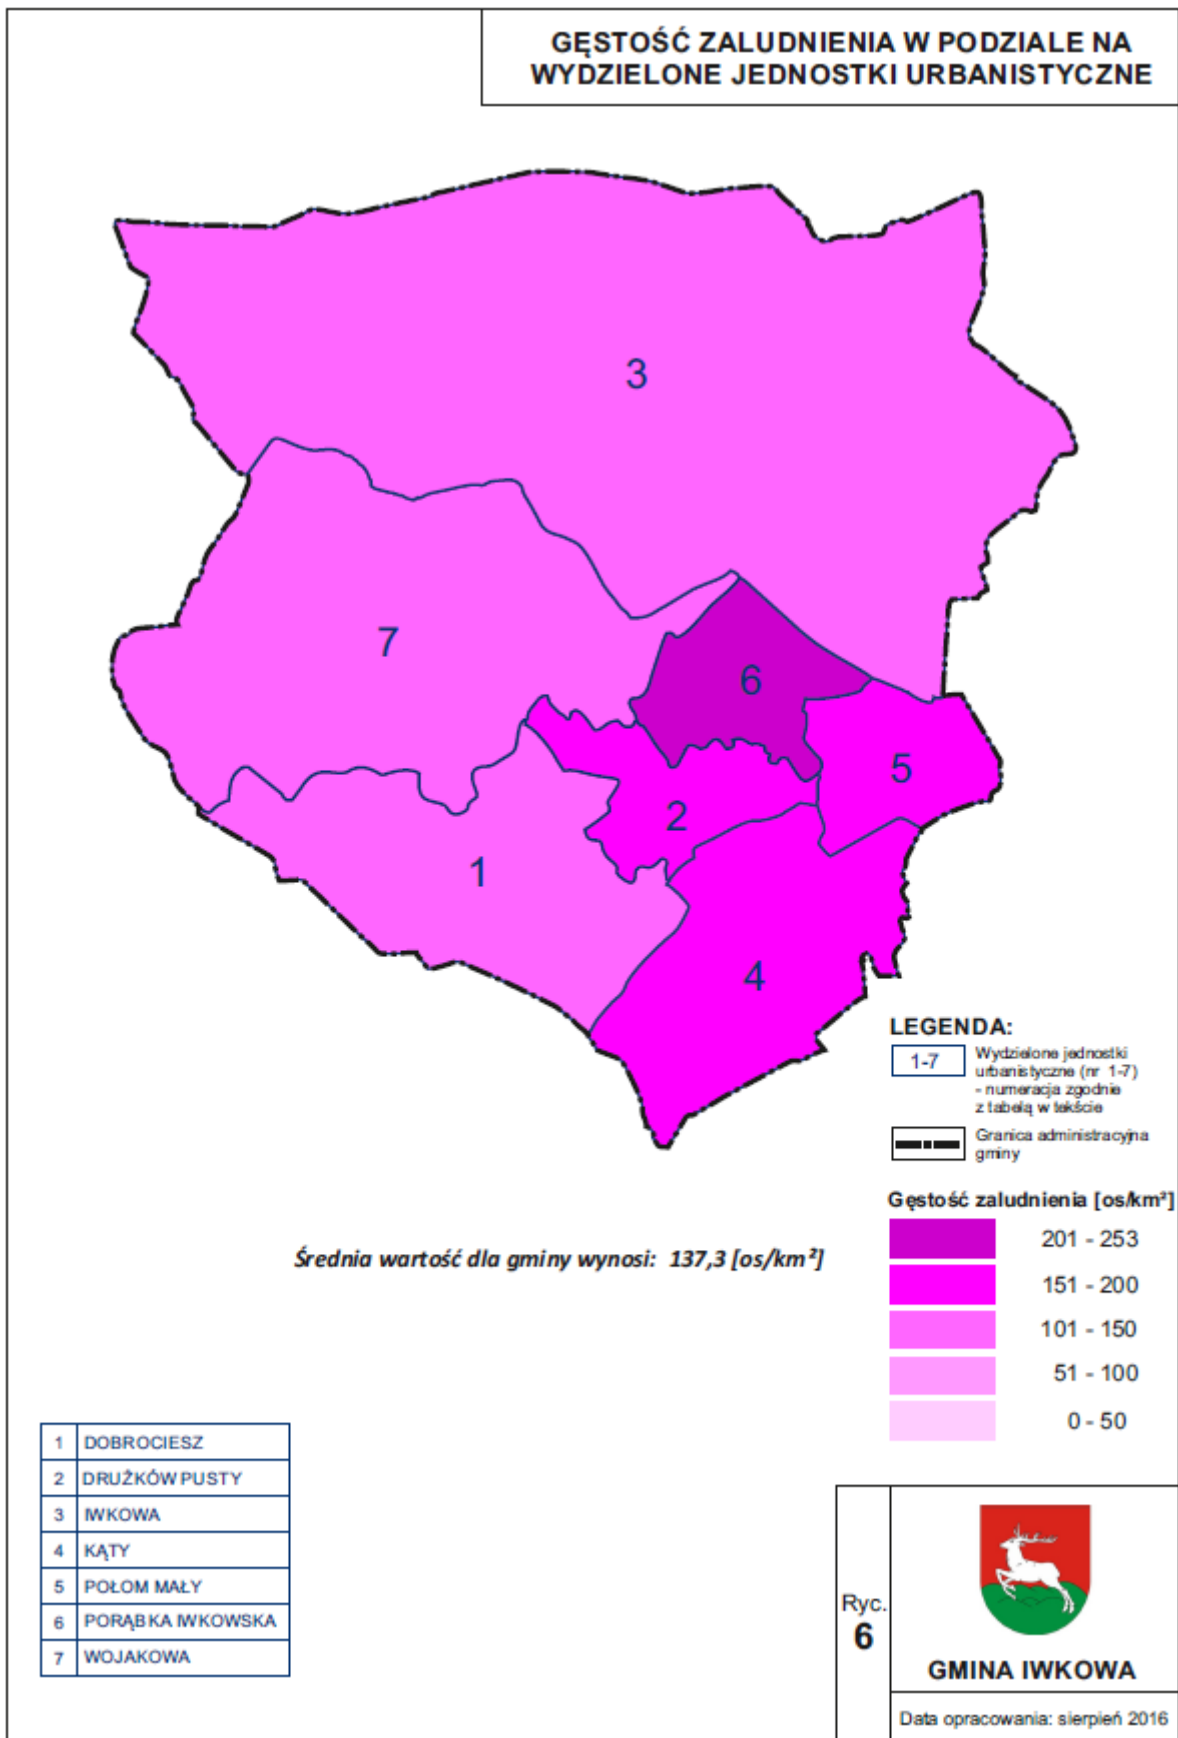 GĘSTOŚĆ ZALUDNIENIA W PODZIALE NA
WYDZIELONE JEDNOSTKI URBANISTYCZNE
3
7
6
5
2
1
4
LEGENDA:
1-7 Wydzielone jednostki
urbanistyczne (nr 1-7)
- numeracja zgodnie
z tabelą w tekście
Granica administracyjna
gminy
Gęstość zaludnienia [os/km²]
201 - 253
151 - 200
101 - 150
51 - 100
0 - 50
Średnia wartość dla gminy wynosi: 137,3 [os/km²]
1 DOBROCIESZ
2 DRUŻKÓW PUSTY
3 IWKOWA
4 KĄTY
5 POŁOM MAŁY
6 PORĄBKA IWKOWSKA
7 WOJAKOWA
Ryc.
6
GMINA IWKOWA
Data opracowania: sierpień 2016